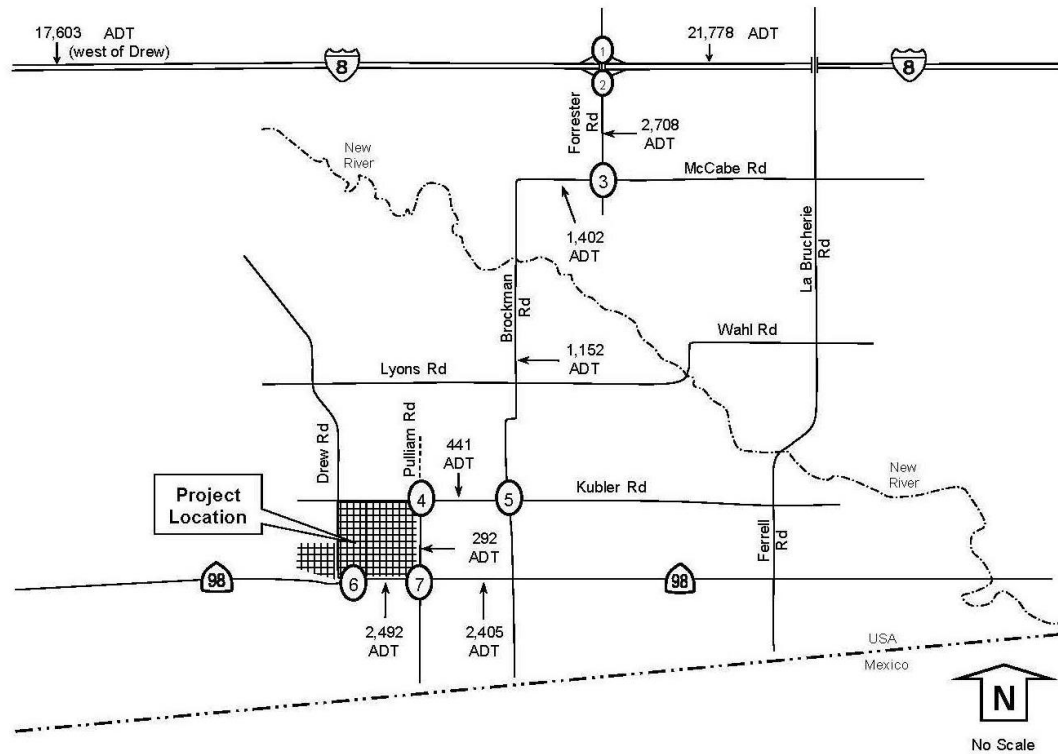 17,603 ADT
(west of Drew)
21,778 ADT
8
8
1
2
Forrester
Rd
2,708
ADT
New
River
3
McCabe Rd
1,402
ADT
La Brucherie
Rd
Brockman
Rd
Wahl Rd
1,152
ADT
Lyons Rd
Drew Rd
Pulliam Rd
441
ADT
Project
Location
4
5
Kubler Rd
New
River
292
ADT
Ferrell
Rd
98
6
7
98
2,492
ADT
2,405
ADT
USA
Mexico
N
No Scale